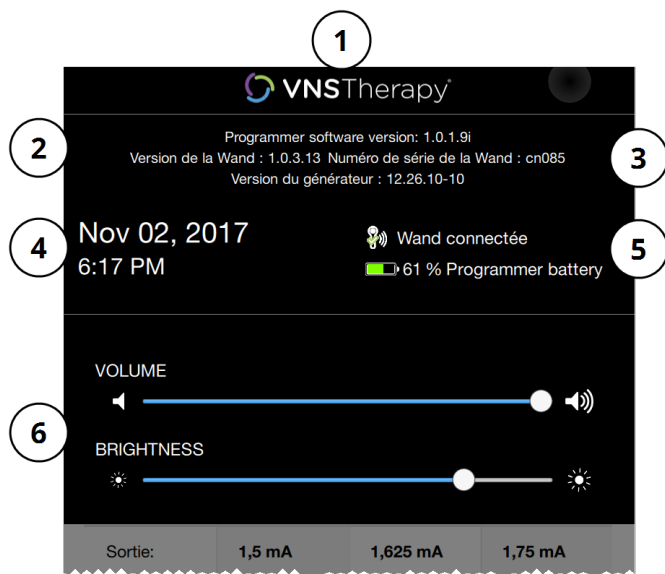 1
VNSTherapy
2
3
Programmer software version: 1.0.1.9i
Version de la Wand : 1.0.3.13 Numéro de série de la Wand : cn085
Version du générateur : 12.26.10-10
4
Nov 02, 2017
6:17 PM
5
Wand connectée
61 % Programmer battery
6
VOLUME
BRIGHTNESS
Sortie: 1,5 mA 1,625 mA 1,75 mA